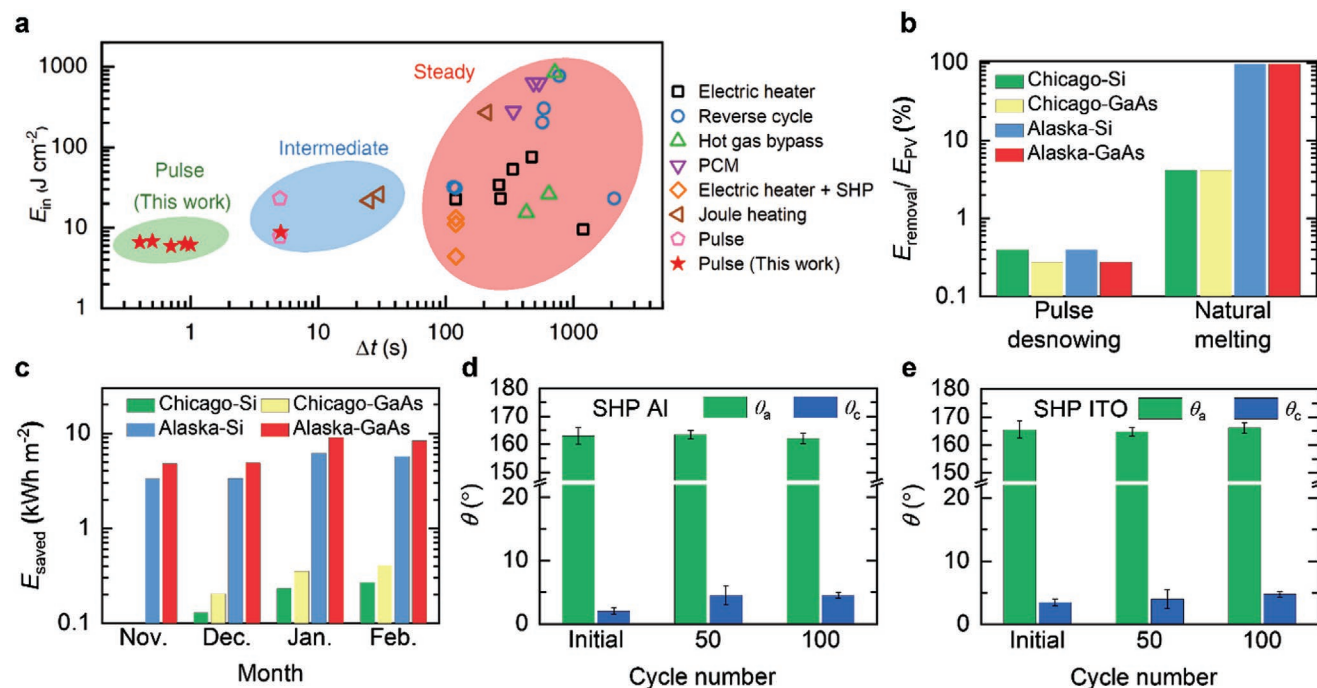 a
E_in (J cm⁻²)
1000
100
10
1
1
10
100
1000
Δt (s)
Pulse
(This work)
Intermediate
Steady
Electric heater
Reverse cycle
Hot gas bypass
PCM
Electric heater + SHP
Joule heating
Pulse
Pulse (This work)
b
E_removal/ E_PV (%)
100
10
1
0.1
Chicago-Si
Chicago-GaAs
Alaska-Si
Alaska-GaAs
Pulse
desnowing
Natural
melting
c
E_saved (kWh m⁻²)
10
1
0.1
Chicago-Si
Chicago-GaAs
Alaska-Si
Alaska-GaAs
Nov.
Dec.
Jan.
Feb.
Month
d
θ (°)
180
170
160
150
20
10
0
SHP Al
θ_a
θ_c
Initial
50
100
Cycle number
e
θ (°)
180
170
160
150
20
10
0
SHP ITO
θ_a
θ_c
Initial
50
100
Cycle number